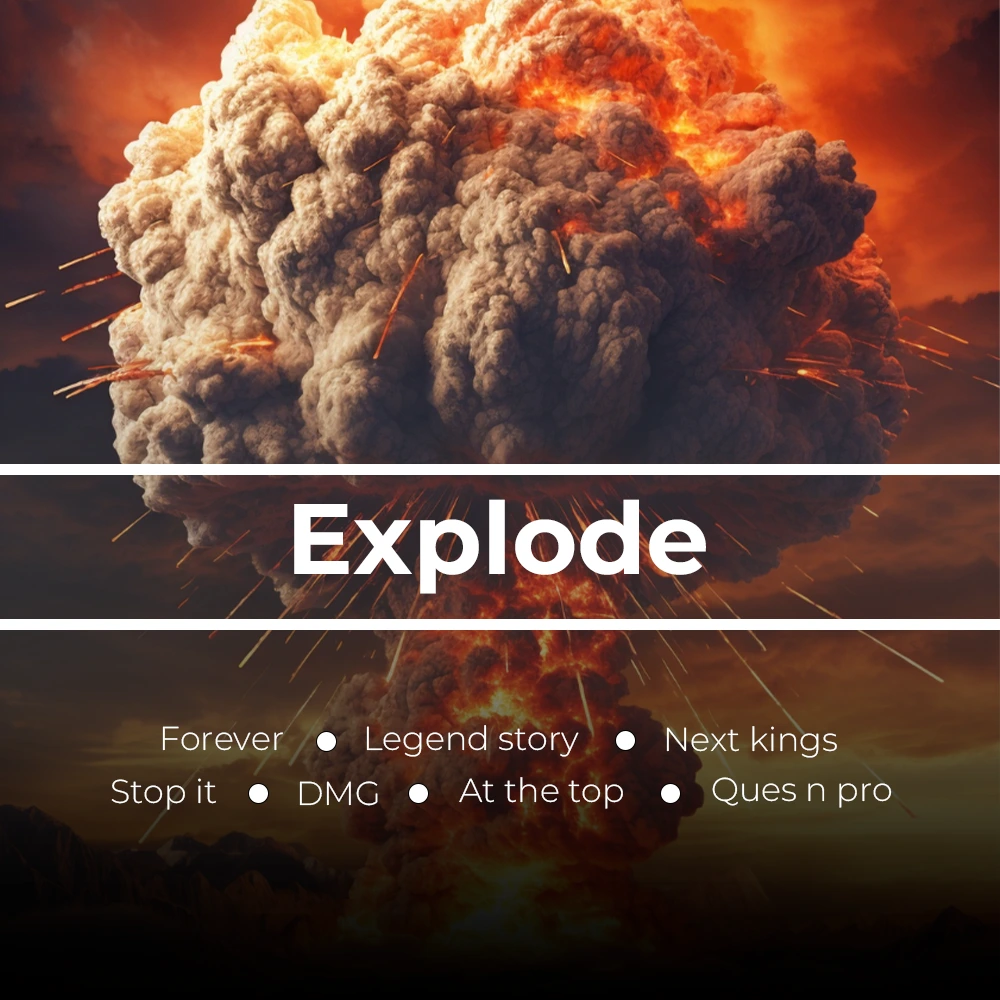 Explode
Forever ● Legend story ● Next kings
Stop it ● DMG ● At the top ● Ques n pro